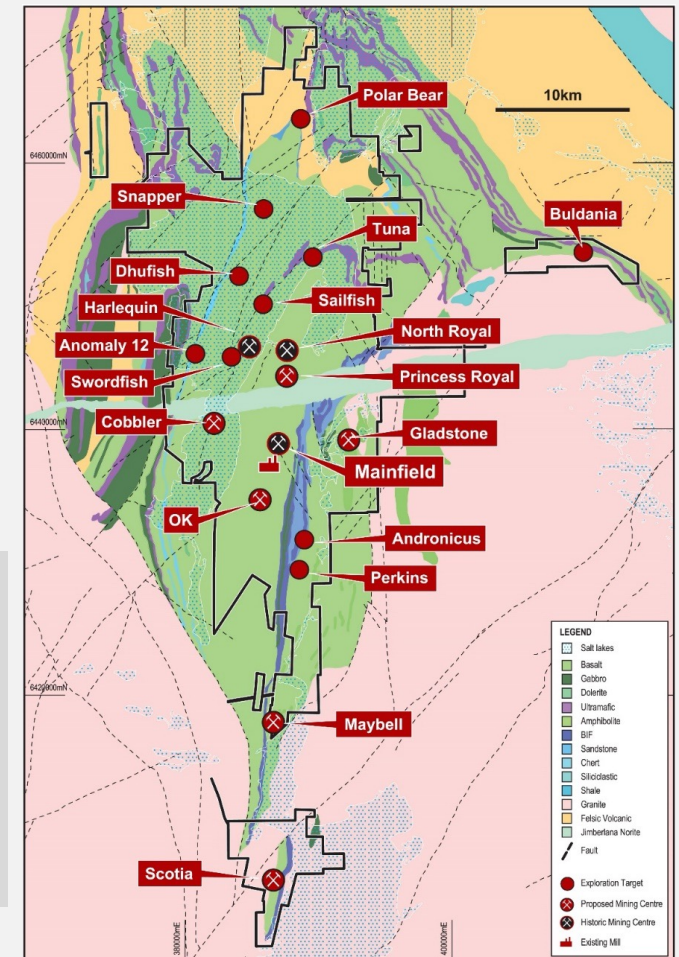 Polar Bear
10km
6460000mN
Snapper
Buldania
Tuna
Dhufish
Sailfish
Harlequin
North Royal
Anomaly 12
Swordfish
Princess Royal
Cobbler
6440000mN
Gladstone
Mainfield
OK
Andronicus
Perkins
6420000mN
Maybell
Scotia
380000mE
400000mE
LEGEND
Salt lakes
Basalt
Gabbro
Dolerite
Ultramafic
Amphibolite
BIF
Sandstone
Chert
Siliciclastic
Shale
Granite
Felsic Volcanic
Jimberlana Norite
Fault
Exploration Target
Proposed Mining Centre
Historic Mining Centre
Existing Mill